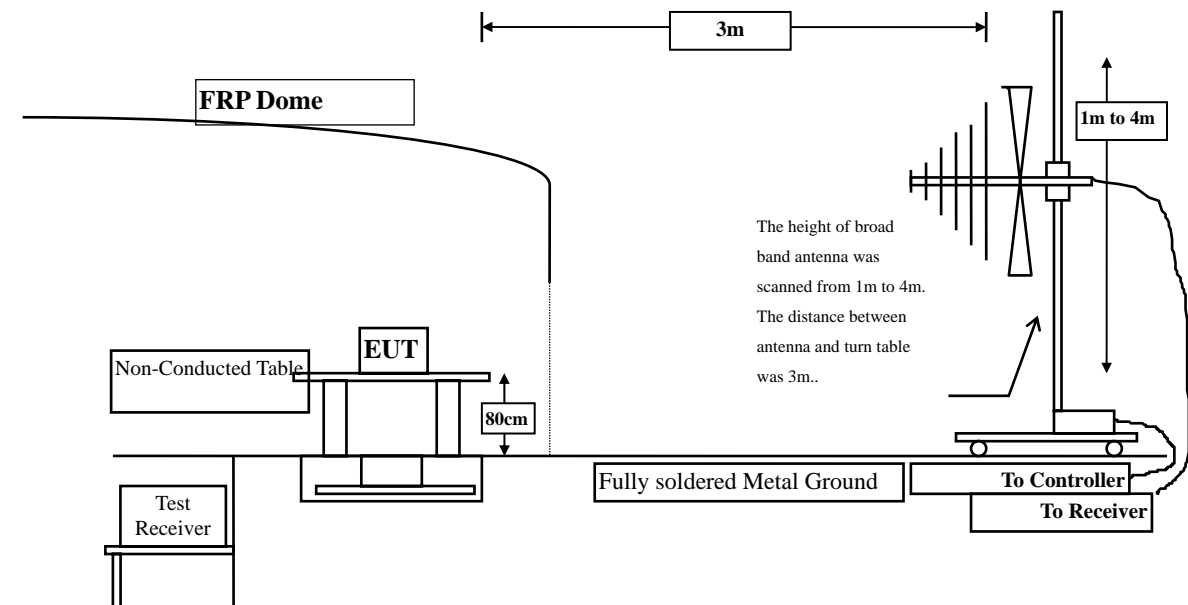 3m
FRP Dome
1m to 4m
The height of broad
band antenna was
scanned from 1m to 4m.
The distance between
antenna and turn table
was 3m..
EUT
Non-Conducted Table
80cm
Fully soldered Metal Ground
To Controller
To Receiver
Test
Receiver